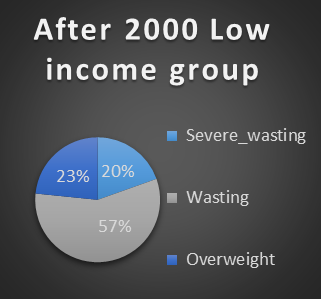 After 2000 Low
income group
Severe_wasting
23% 20%
Wasting
57%
Overweight